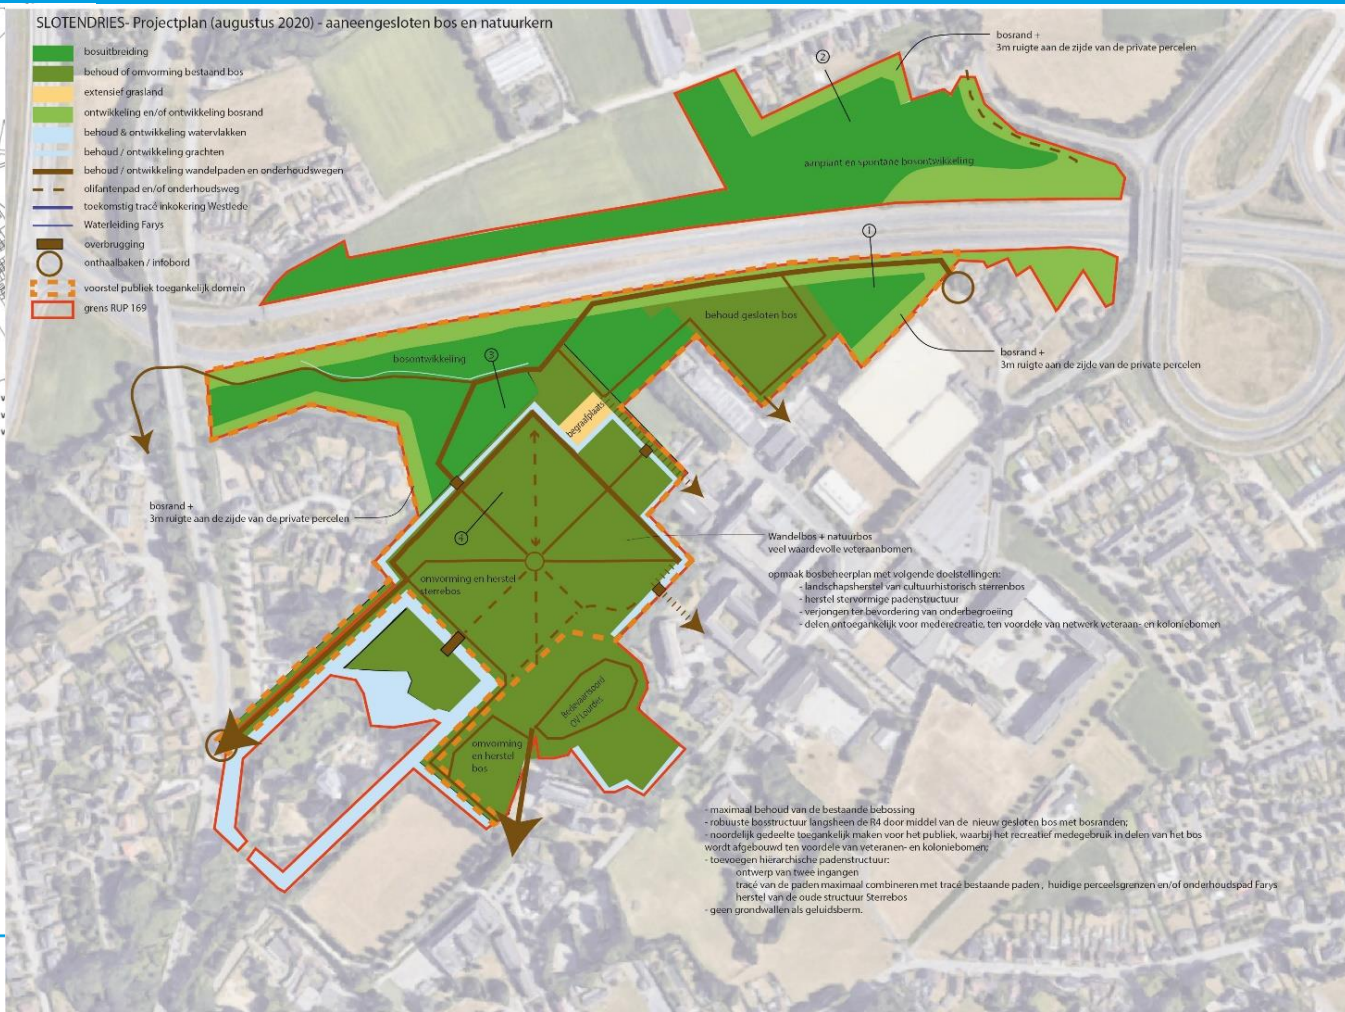 SLOTENDRIES- Projectplan (augustus 2020) - aaneengesloten bos en natuurkern
bosuitbreiding
behoud of omvorming bestaand bos
extensief grasland
ontwikkeling en/of ontwikkeling bosrand
behoud & ontwikkeling watervlakken
behoud / ontwikkeling grachten
behoud / ontwikkeling wandelpaden en onderhoudswegen
olifantenpad en/of onderhoudsweg
toekomstig tracé inkokering Westlede
Waterleiding Farys
overbrugging
onthaalbaken / infobord
voorstel publiek toegankelijk domein
grens RUP 169
bosrand +
3m ruigte aan de zijde van de private percelen
2
aanplant en spontane bosontwikkeling
1
behoud gesloten bos
bosrand +
3m ruigte aan de zijde van de private percelen
bosontwikkeling
3
begraafplaats
bosrand +
3m ruigte aan de zijde van de private percelen
4
omvorming en herstel
sterrebos
Wandelbos + natuurbos
veel waardevolle veteraanbomen
opmaak bosbeheerplan met volgende doelstellingen:
- landschapsherstel van cultuurhistorisch sterrenbos
- herstel stervormige padenstructuur
- verjongen ter bevordering van onderbegroeiing
- delen ontoegankelijk voor mederecreatie, ten voordele van netwerk veteraan- en koloniebomen
Bedevaartsoord
OV Lourdes
omvorming
en herstel
bos
- maximaal behoud van de bestaande bebossing
- robuuste bosstructuur langsheen de R4 door middel van de nieuw gesloten bos met bosranden;
- noordelijk gedeelte toegankelijk maken voor het publiek, waarbij het recreatief medegebruik in delen van het bos
wordt afgebouwd ten voordele van veteranen- en koloniebomen;
- toevoegen hiërarchische padenstructuur:
ontwerp van twee ingangen
tracé van de paden maximaal combineren met tracé bestaande paden , huidige perceelsgrenzen en/of onderhoudspad Farys
herstel van de oude structuur Sterrebos
- geen grondwallen als geluidsberm.